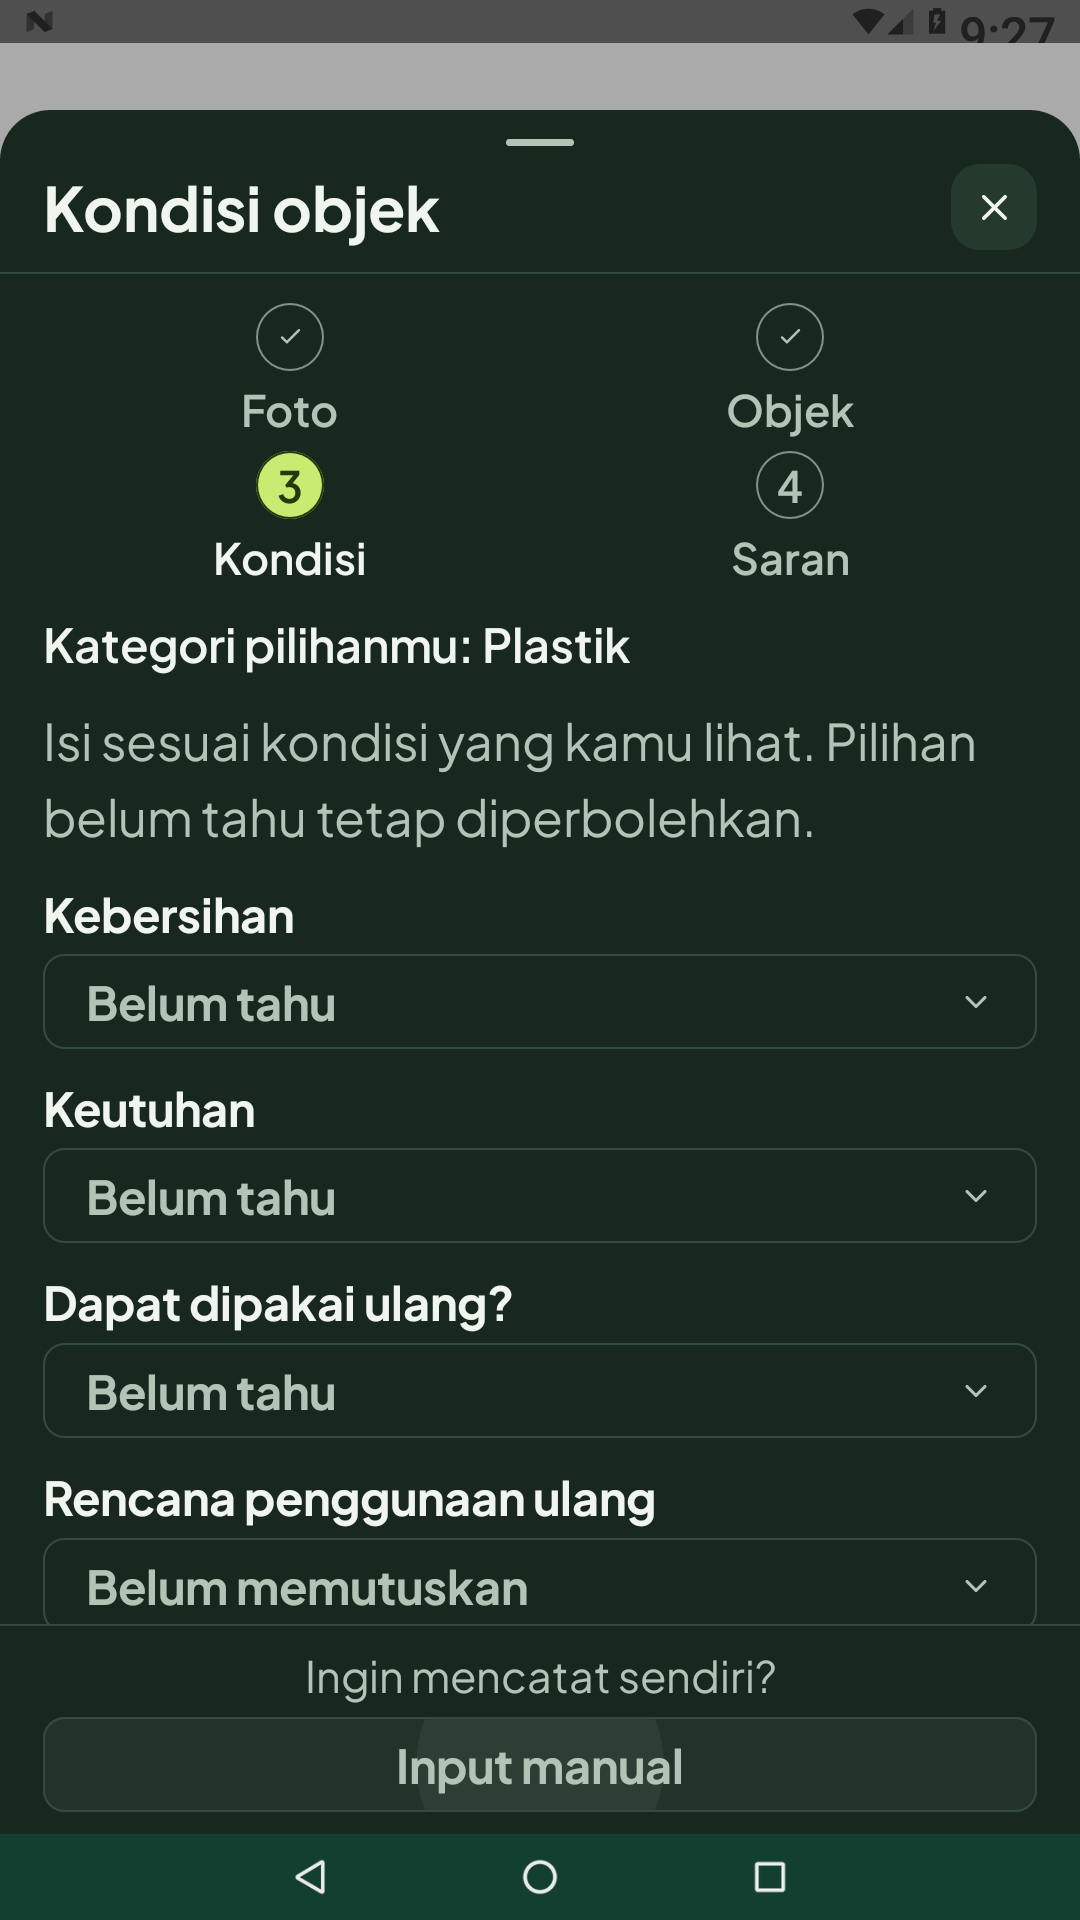 9:27
Kondisi objek
Foto
Objek
3
4
Kondisi
Saran
Kategori pilihanmu: Plastik
Isi sesuai kondisi yang kamu lihat. Pilihan
belum tahu tetap diperbolehkan.
Kebersihan
Belum tahu
Keutuhan
Belum tahu
Dapat dipakai ulang?
Belum tahu
Rencana penggunaan ulang
Belum memutuskan
Ingin mencatat sendiri?
Input manual